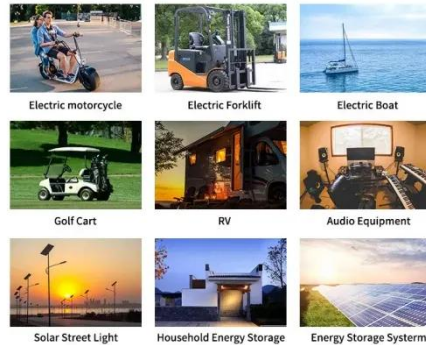 Electric motorcycle
Electric Forklift
Electric Boat
Golf Cart
RV
Audio Equipment
Solar Street Light
Household Energy Storage
Energy Storage Systerm